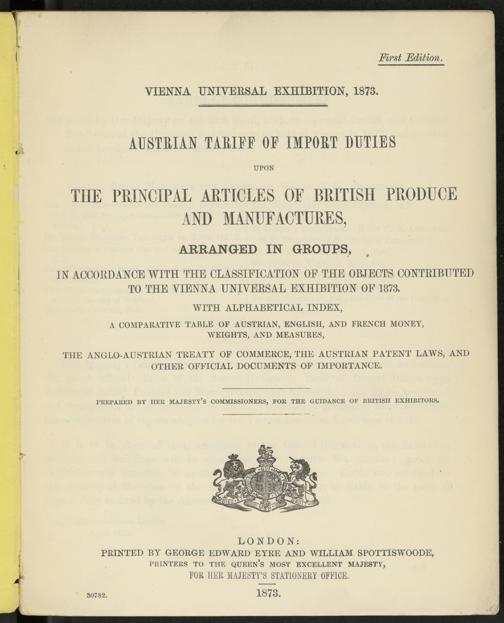 First Edition.
VIENNA UNIVERSAL EXHIBITION, 1873.
AUSTRIAN TARIFF OF IMPORT DUTIES
UPON
THE PRINCIPAL ARTICLES OF BRITISH PRODUCE
AND MANUFACTURES,
ARRANGED IN GROUPS,
IN ACCORDANCE WITH THE CLASSIFICATION OF THE OBJECTS CONTRIBUTED
TO THE VIENNA UNIVERSAL EXHIBITION OF 1873.
WITH ALPHABETICAL INDEX,
A COMPARATIVE TABLE OF AUSTRIAN, ENGLISH, AND FRENCH MONEY,
WEIGHTS, AND MEASURES,
THE ANGLO-AUSTRIAN TREATY OF COMMERCE, THE AUSTRIAN PATENT LAWS, AND
OTHER OFFICIAL DOCUMENTS OF IMPORTANCE.
PREPARED BY HER MAJESTY'S COMMISSIONERS, FOR THE GUIDANCE OF BRITISH EXHIBITORS.
LONDON:
PRINTED BY GEORGE EDWARD EYRE AND WILLIAM SPOTTISWOODE,
PRINTERS TO THE QUEEN'S MOST EXCELLENT MAJESTY,
FOR HER MAJESTY'S STATIONERY OFFICE.
30782.
1873.